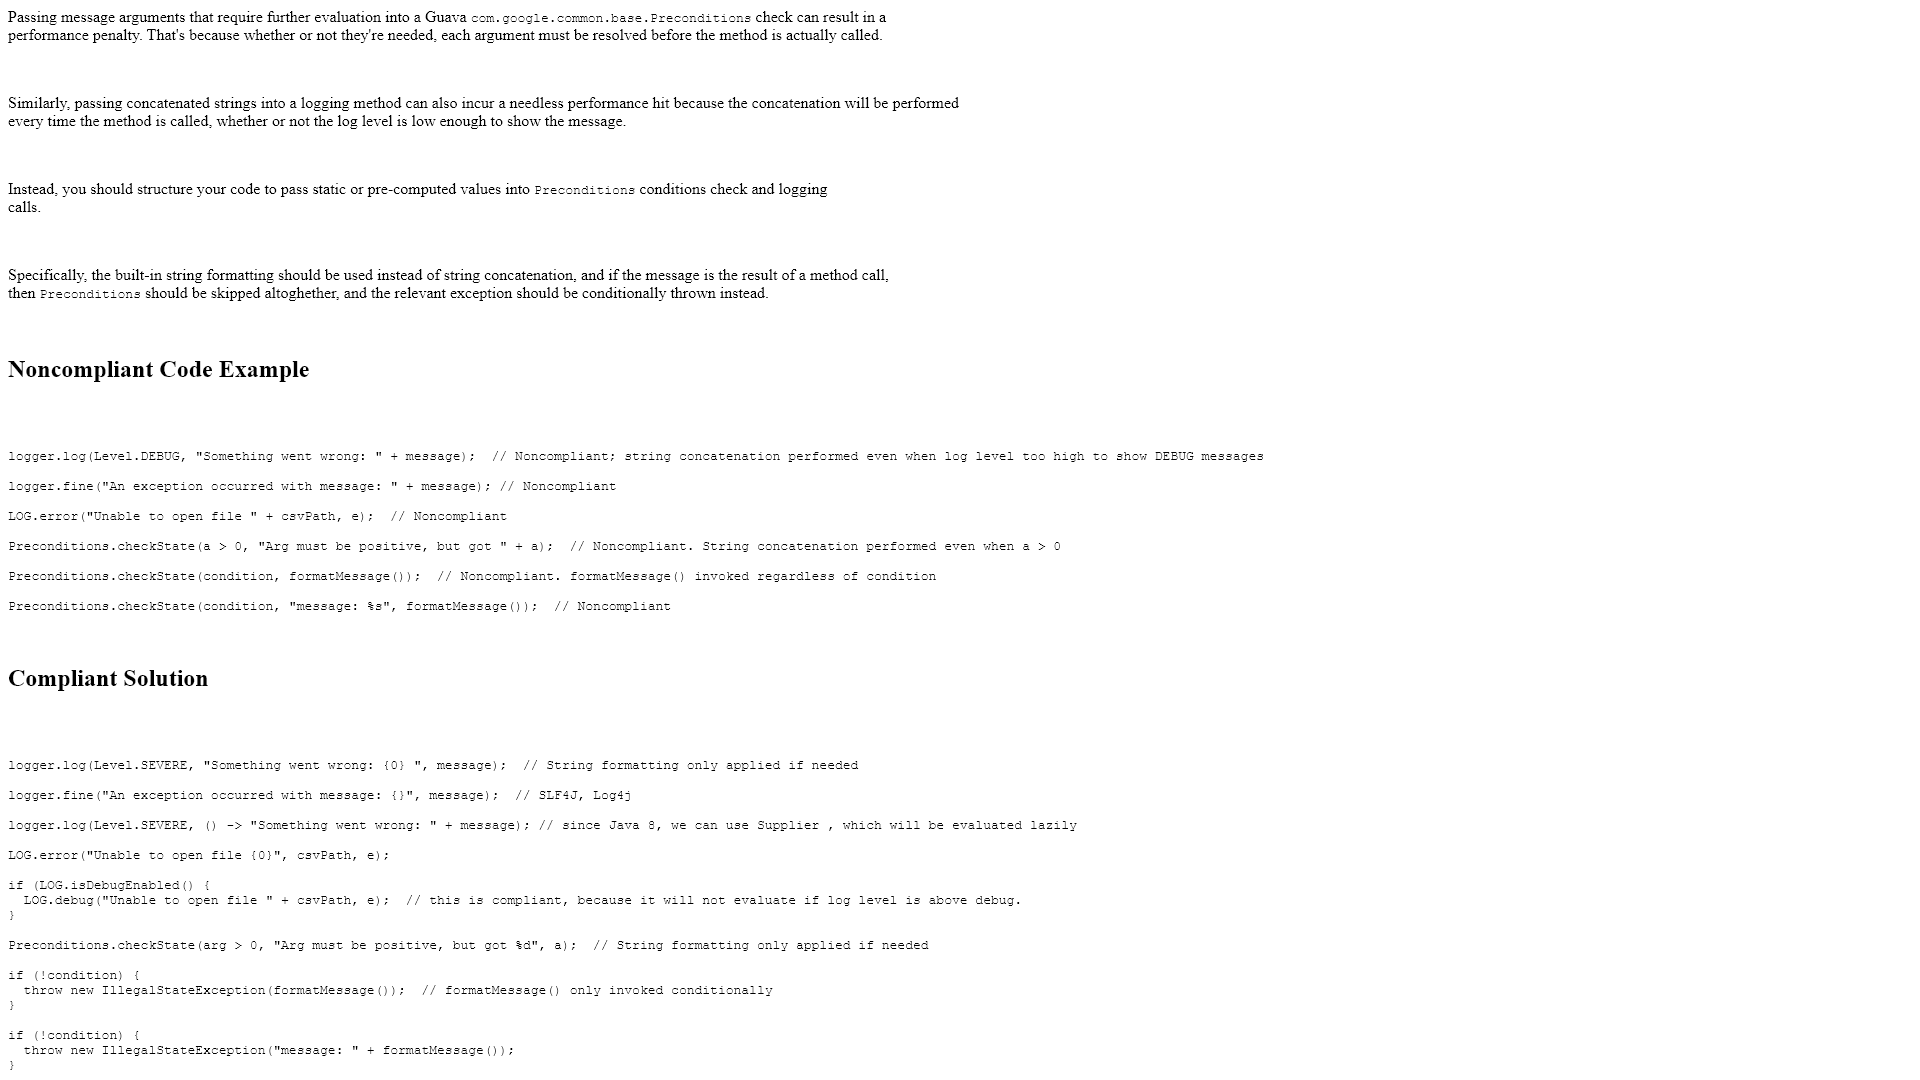 Passing message arguments that require further evaluation into a Guava com.google.common.base.Preconditions check can result in a
performance penalty. That's because whether or not they're needed, each argument must be resolved before the method is actually called.
Similarly, passing concatenated strings into a logging method can also incur a needless performance hit because the concatenation will be performed
every time the method is called, whether or not the log level is low enough to show the message.
Instead, you should structure your code to pass static or pre-computed values into Preconditions conditions check and logging
calls.
Specifically, the built-in string formatting should be used instead of string concatenation, and if the message is the result of a method call,
then Preconditions should be skipped altoghether, and the relevant exception should be conditionally thrown instead.
Noncompliant Code Example
logger.log(Level.DEBUG, "Something went wrong: " + message);  // Noncompliant; string concatenation performed even when log level too high to show DEBUG messages
logger.fine("An exception occurred with message: " + message); // Noncompliant
LOG.error("Unable to open file " + csvPath, e);  // Noncompliant
Preconditions.checkState(a > 0, "Arg must be positive, but got " + a);  // Noncompliant. String concatenation performed even when a > 0
Preconditions.checkState(condition, formatMessage());  // Noncompliant. formatMessage() invoked regardless of condition
Preconditions.checkState(condition, "message: %s", formatMessage());  // Noncompliant
Compliant Solution
logger.log(Level.SEVERE, "Something went wrong: {0} ", message);  // String formatting only applied if needed
logger.fine("An exception occurred with message: {}", message);  // SLF4J, Log4j
logger.log(Level.SEVERE, () -> "Something went wrong: " + message); // since Java 8, we can use Supplier , which will be evaluated lazily
LOG.error("Unable to open file {0}", csvPath, e);
if (LOG.isDebugEnabled() {
  LOG.debug("Unable to open file " + csvPath, e);  // this is compliant, because it will not evaluate if log level is above debug.
}
Preconditions.checkState(arg > 0, "Arg must be positive, but got %d", a);  // String formatting only applied if needed
if (!condition) {
  throw new IllegalStateException(formatMessage());  // formatMessage() only invoked conditionally
}
if (!condition) {
  throw new IllegalStateException("message: " + formatMessage());
}